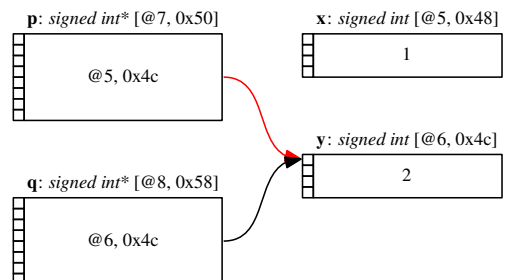 p: signed int* [@7, 0x50]
@5, 0x4c
x: signed int [@5, 0x48]
1
y: signed int [@6, 0x4c]
2
q: signed int* [@8, 0x58]
@6, 0x4c